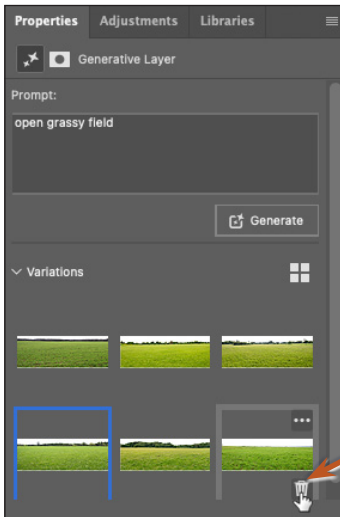 Properties Adjustments Libraries
Generative Layer
Prompt:
open grassy field
Generate
Variations